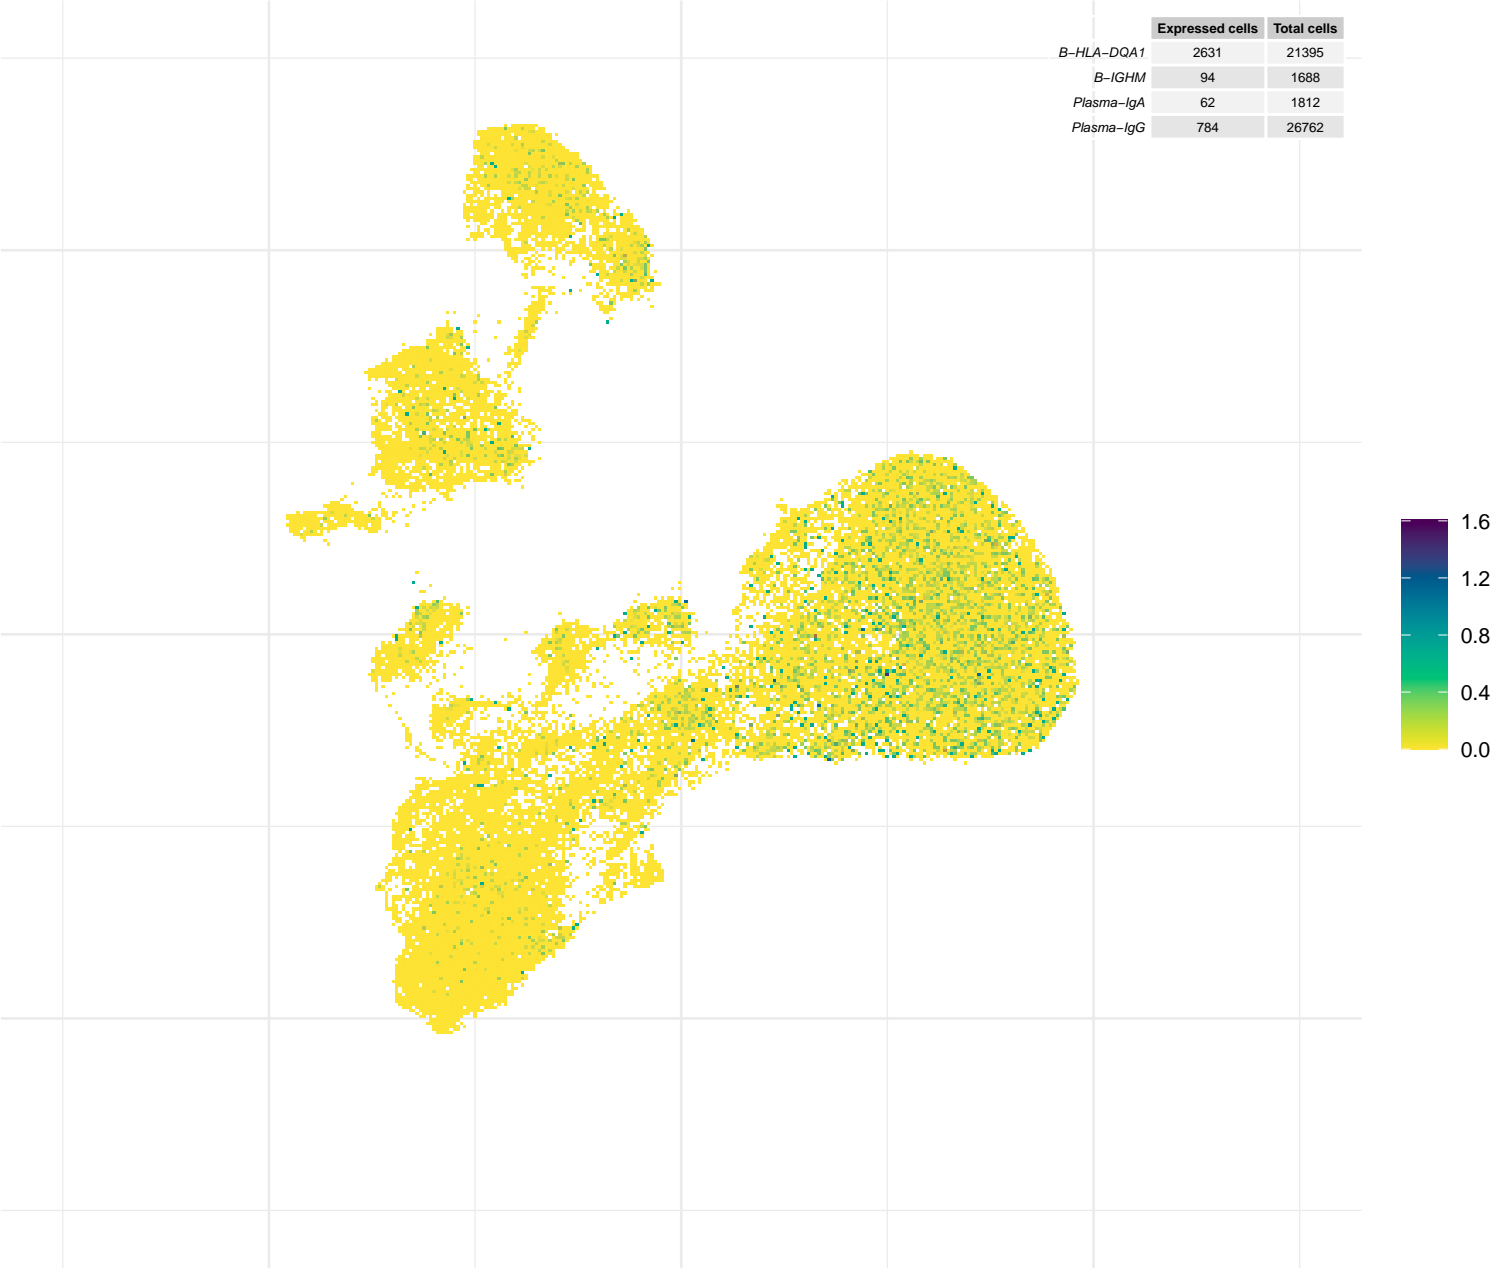 Expressed cells Total cells
B−HLA−DQA1 2631 21395
B−IGHM 94 1688
Plasma−IgA 62 1812
Plasma−IgG 784 26762
1.6
1.2
0.8
0.4
0.0